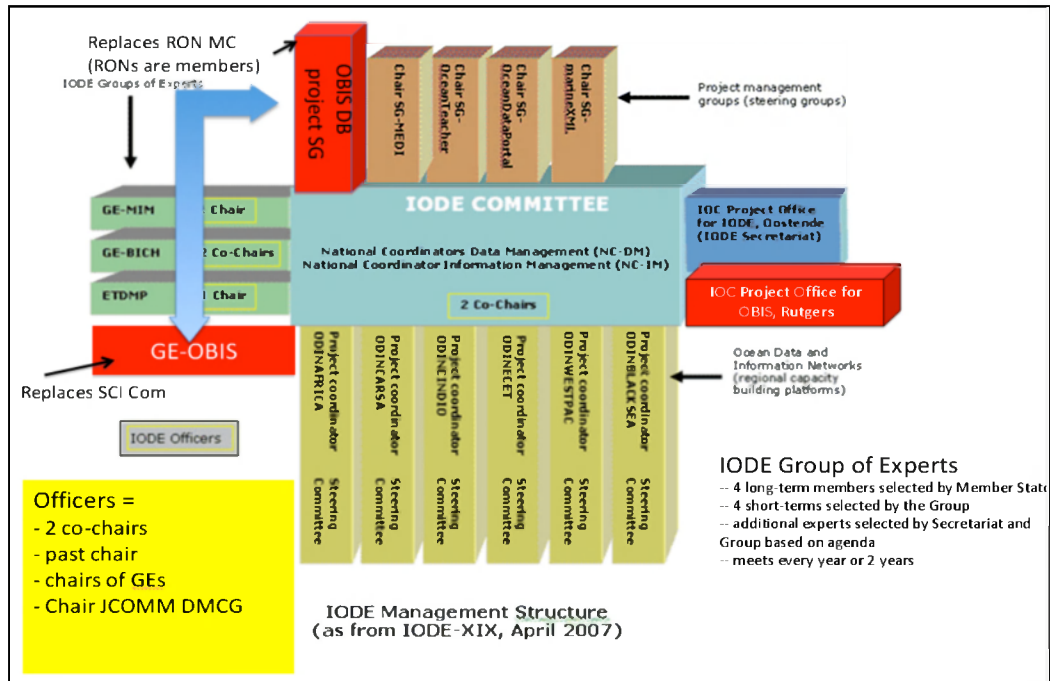 Replaces RON MC
(RONs are members)
IODE Groups of Experts
OBIS DB
project SG
Chair SG-MEDI
Chair SG-
OceanTeacher
Chair SG-
OceanDataPortal
Chair SG-
marineXML
Project management
groups (steering groups)
GE-MIM
Chair
GE-BICH
2 Co-Chairs
ETDMP
1 Chair
GE-OBIS
Replaces SCI Com
IODE COMMITTEE
National Coordinators Data Management (NC-DM)
National Coordinator Information Management (NC-IM)
2 Co-Chairs
IOC Project Office
for IODE, Oostende
(IODE Secretariat)
IOC Project Office for
OBIS, Rutgers
Project coordinator
ODINAFRICA
Steering
Committee
Project coordinator
ODINCARSA
Steering
Committee
Project coordinator
ODINCINDIO
Steering
Committee
Project coordinator
ODINECET
Steering
Committee
Project coordinator
ODINWESTPAC
Steering
Committee
Project coordinator
ODINBLACKSEA
Steering
Committee
Ocean Data and
Information Networks
(regional capacity
building platforms)
IODE Officers
Officers =
- 2 co-chairs
- past chair
- chairs of GEs
- Chair JCOMM DMCG
IODE Group of Experts
-- 4 long-term members selected by Member State
-- 4 short-terms selected by the Group
-- additional experts selected by Secretariat and
Group based on agenda
-- meets every year or 2 years
IODE Management Structure
(as from IODE-XIX, April 2007)